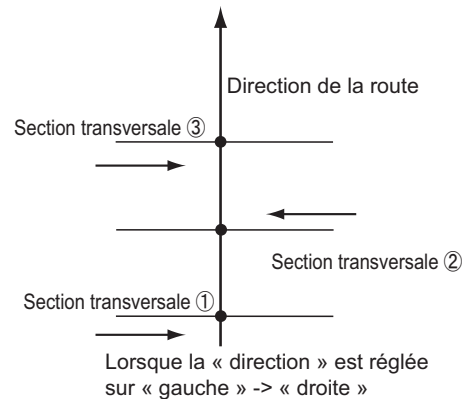 Direction de la route
Section transversale ③
Section transversale ②
Section transversale ①
Lorsque la « direction » est réglée
sur « gauche » -> « droite »